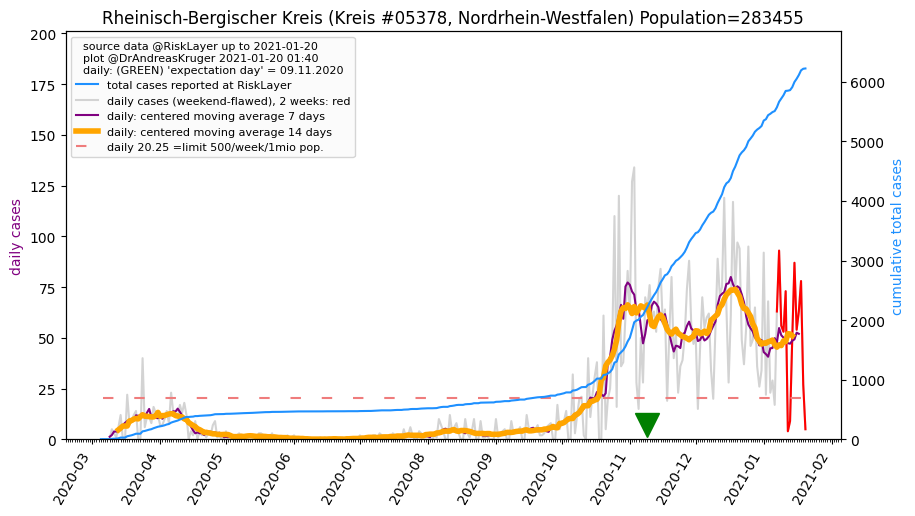 Rheinisch-Bergischer Kreis (Kreis #05378, Nordrhein-Westfalen) Population=283455
source data @RiskLayer up to 2021-01-20
plot @DrAndreasKruger 2021-01-20 01:40
daily: (GREEN) 'expectation day' = 09.11.2020
total cases reported at RiskLayer
daily cases (weekend-flawed), 2 weeks: red
daily: centered moving average 7 days
daily: centered moving average 14 days
daily 20.25 =limit 500/week/1mio pop.
daily cases
200
175
150
125
100
75
50
25
0
cumulative total cases
6000
5000
4000
3000
2000
1000
0
2020-03
2020-04
2020-05
2020-06
2020-07
2020-08
2020-09
2020-10
2020-11
2020-12
2021-01
2021-02